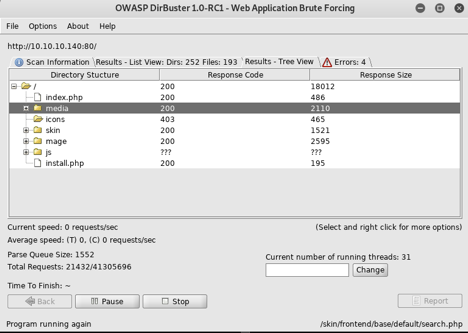 OWASP DirBuster 1.0-RC1 - Web Application Brute Forcing
File Options About Help
http://10.10.10.140:80/
Scan Information Results - List View: Dirs: 252 Files: 193 Results - Tree View Errors: 4
Directory Stucture Response Code Response Size
/ 200 18012
index.php 200 486
media 200 2110
icons 403 465
skin 200 1521
mage 200 2595
js ??? ???
install.php 200 195
Current speed: 0 requests/sec (Select and right click for more options)
Average speed: (T) 0, (C) 0 requests/sec
Parse Queue Size: 1552 Current number of running threads: 31
Total Requests: 21432/41305696
Change
Time To Finish: ~
Back Pause Stop Report
Program running again /skin/frontend/base/default/search.php